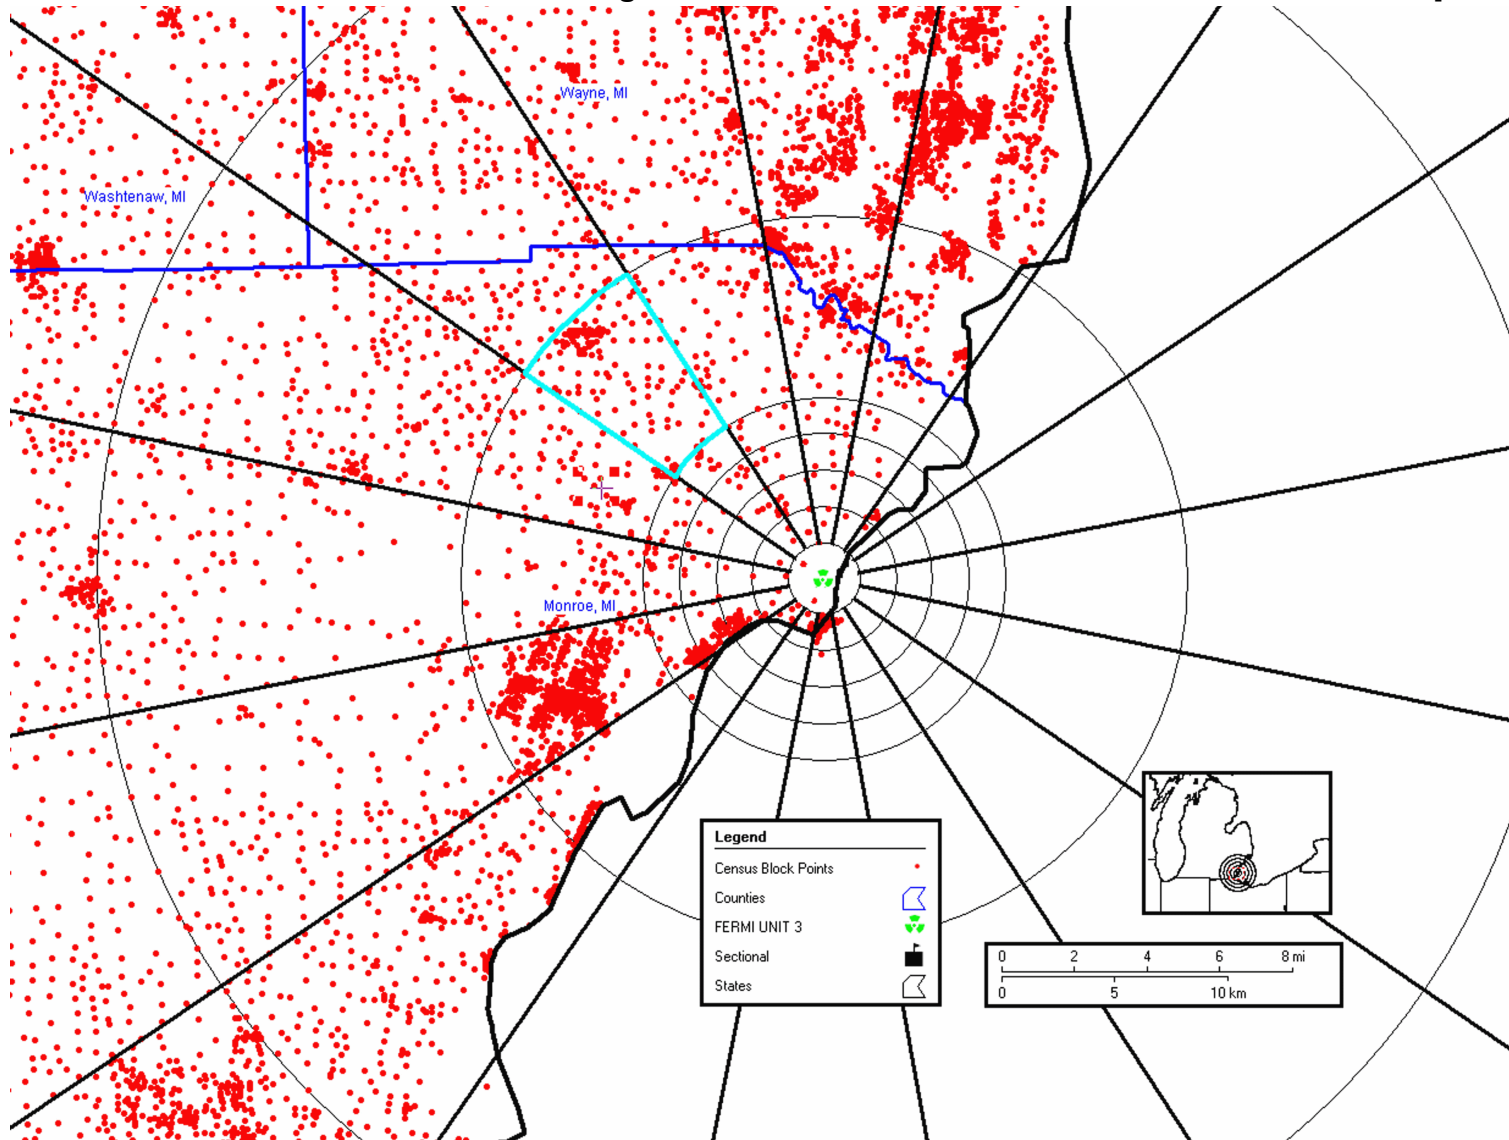 Wayne, MI
Washtenaw, MI
Monroe, MI
Legend
Census Block Points
Counties
FERMI UNIT 3
Sectional
States
0 2 4 6 8 mi
0 5 10 km